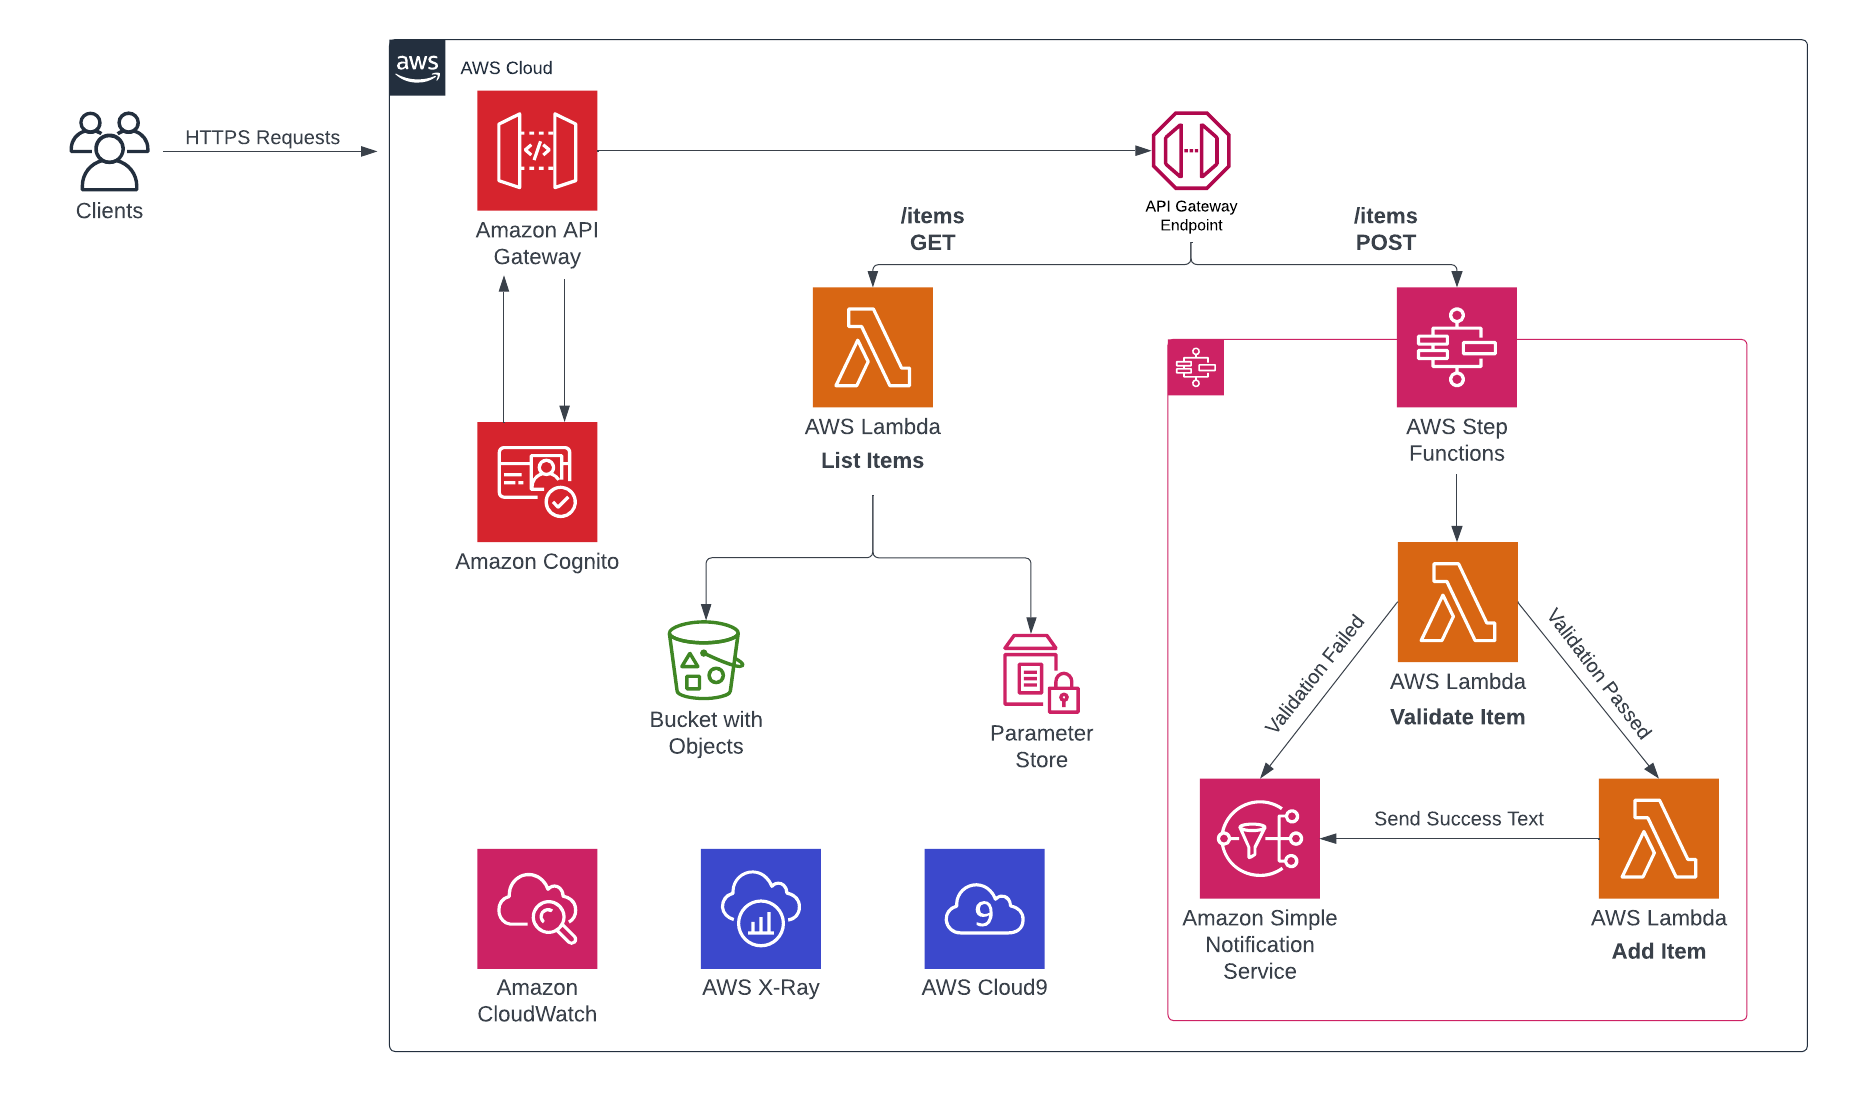 aws
AWS Cloud
HTTPS Requests
Clients
</>
Amazon API
Gateway
API Gateway
Endpoint
/items
GET
/items
POST
AWS Lambda
List Items
AWS Step
Functions
Amazon Cognito
Validation Failed
Validation Passed
AWS Lambda
Validate Item
Bucket with
Objects
Parameter
Store
Send Success Text
9
Amazon
CloudWatch
AWS X-Ray
AWS Cloud9
Amazon Simple
Notification
Service
AWS Lambda
Add Item